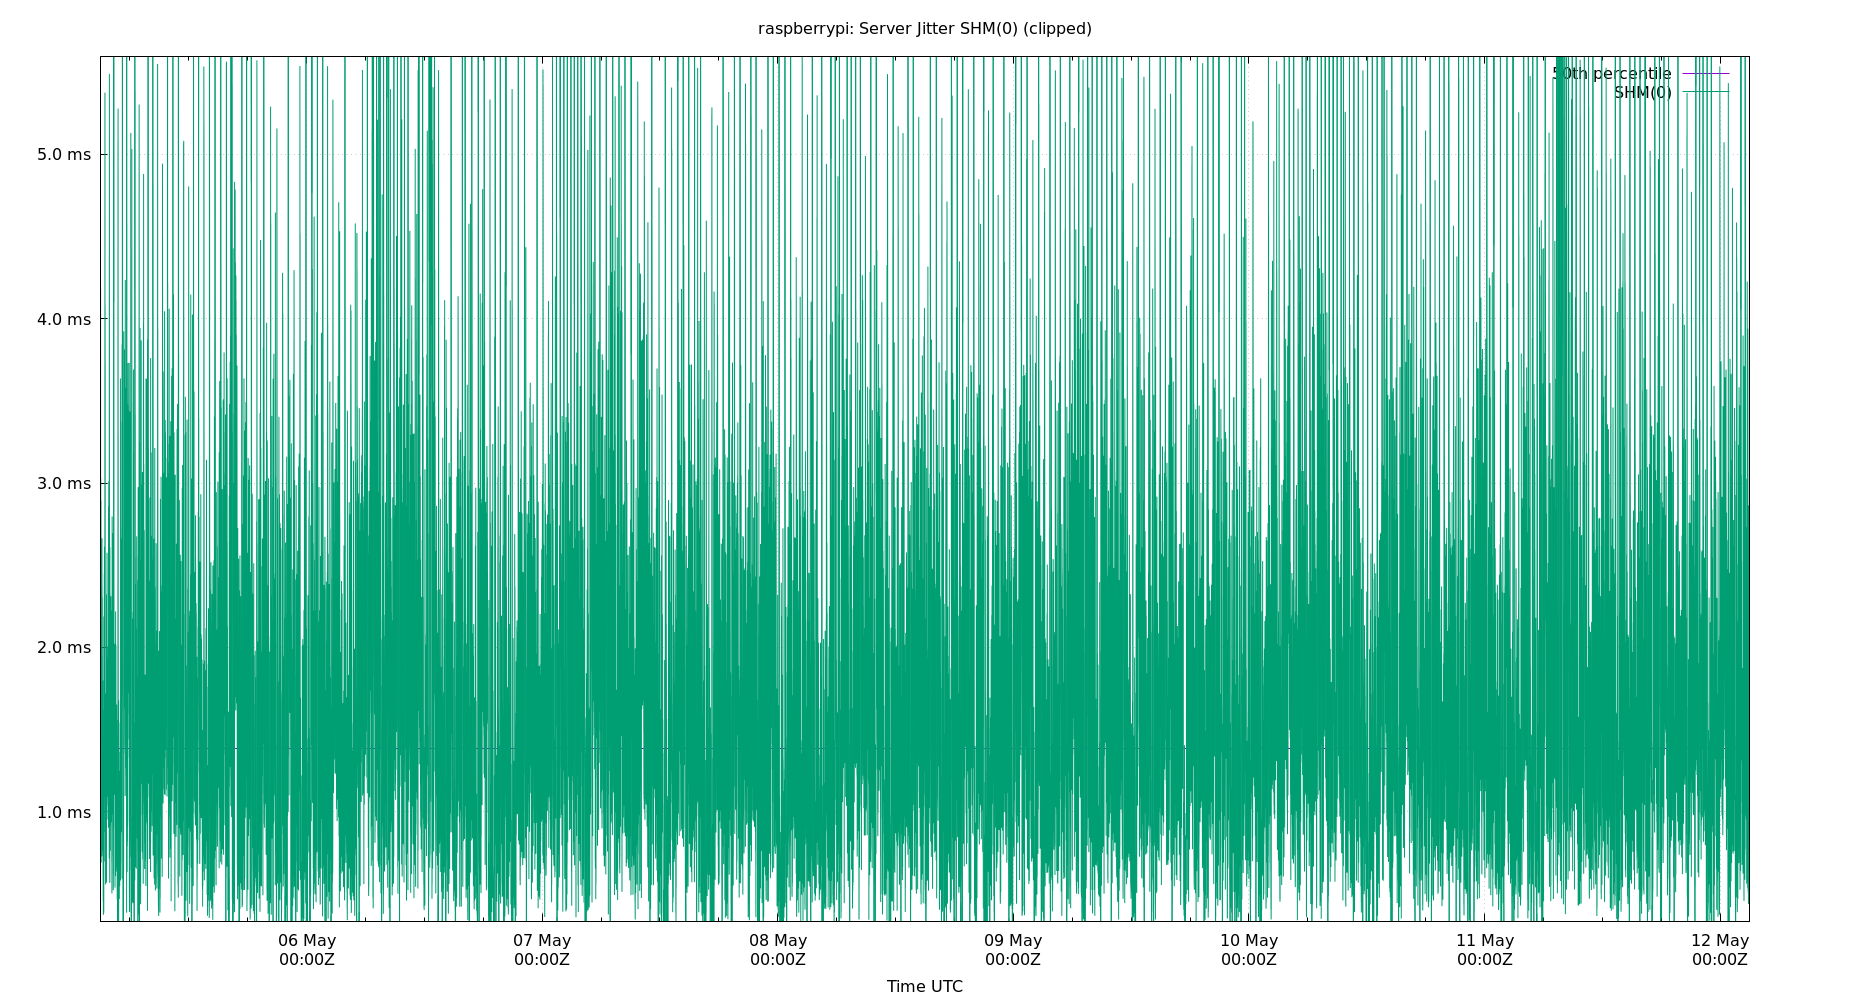 raspberrypi: Server Jitter SHM(0) (clipped)
50th percentile
SHM(0)
5.0 ms
4.0 ms
3.0 ms
2.0 ms
1.0 ms
06 May
00:00Z
07 May
00:00Z
08 May
00:00Z
09 May
00:00Z
10 May
00:00Z
11 May
00:00Z
12 May
00:00Z
Time UTC